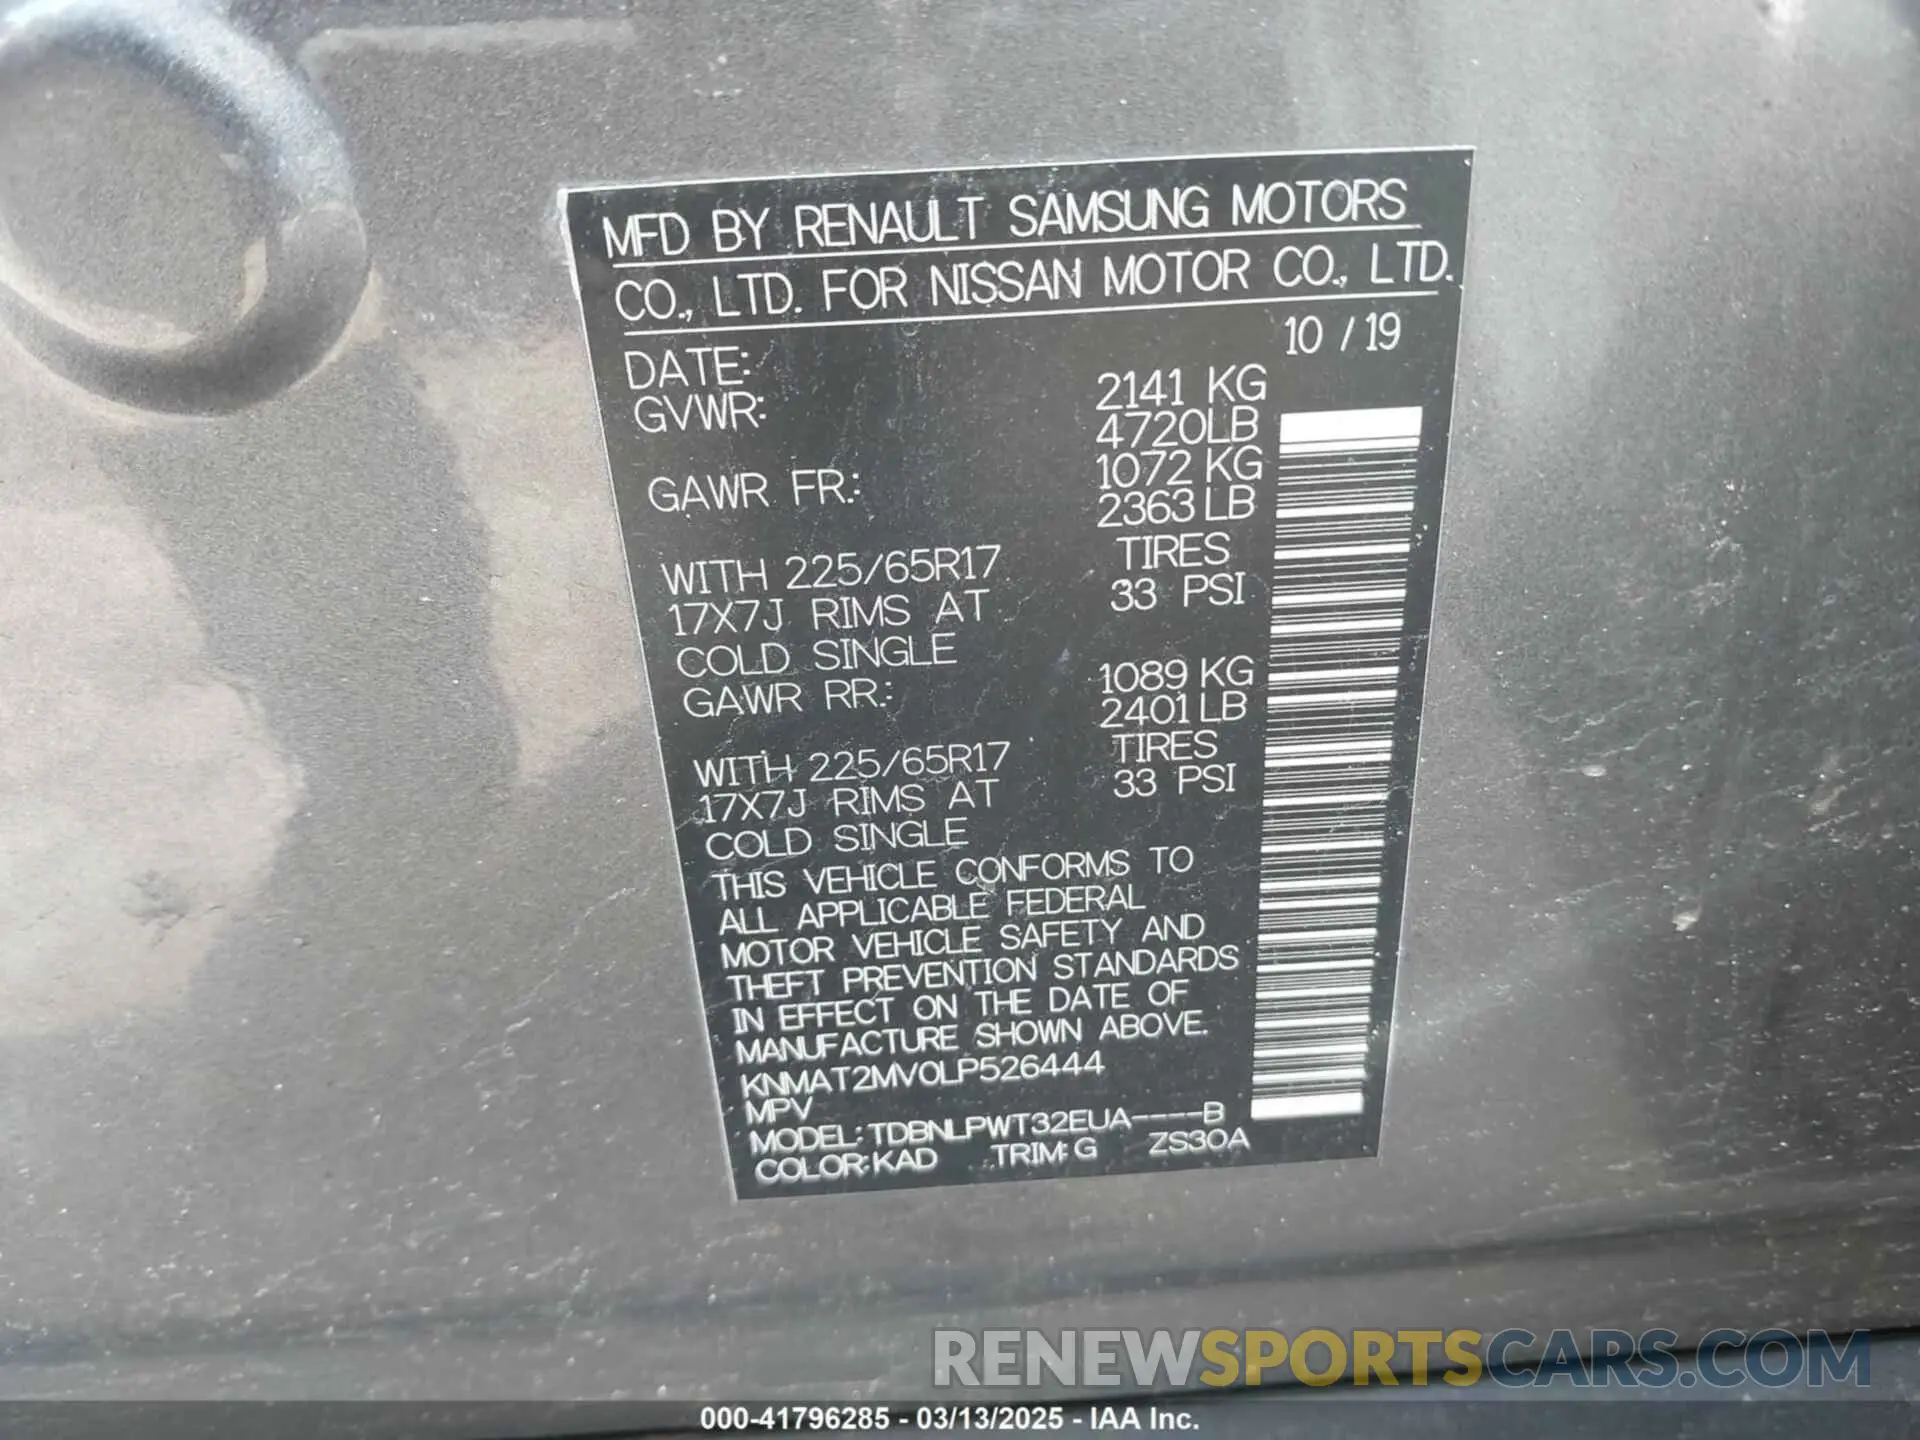 MFD BY RENAULT SAMSUNG MOTORS
CO., LTD. FOR NISSAN MOTOR CO., LTD.
DATE: 10 / 19
GVWR: 2141 KG
4720LB
GAWR FR.: 1072 KG
2363 LB
WITH 225/65R17 TIRES
17X7J RIMS AT 33 PSI
COLD SINGLE
GAWR RR.: 1089 KG
2401 LB
WITH 225/65R17 TIRES
17X7J RIMS AT 33 PSI
COLD SINGLE
THIS VEHICLE CONFORMS TO
ALL APPLICABLE FEDERAL
MOTOR VEHICLE SAFETY AND
THEFT PREVENTION STANDARDS
IN EFFECT ON THE DATE OF
MANUFACTURE SHOWN ABOVE.
KNMAT2MV0LP526444
MPV
MODEL: TDBNLPWT32EUA----B
COLOR:KAD TRIM:G ZS30A
RENEWSPORTSCARS.COM
000-41796285 - 03/13/2025 - IAA Inc.